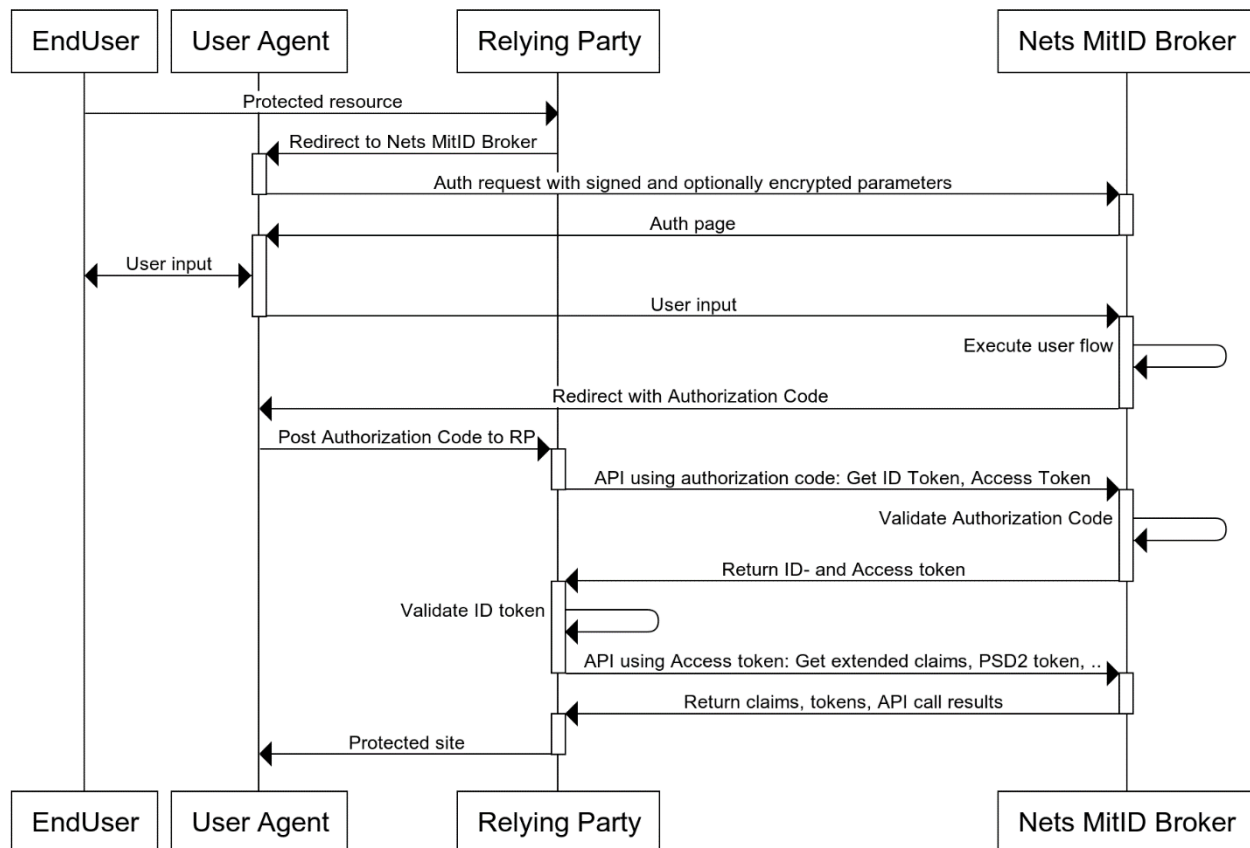 EndUser
User Agent
Relying Party
Nets MitID Broker
Protected resource
Redirect to Nets MitID Broker
Auth request with signed and optionally encrypted parameters
Auth page
User input
User input
Execute user flow
Redirect with Authorization Code
Post Authorization Code to RP
API using authorization code: Get ID Token, Access Token
Validate Authorization Code
Return ID- and Access token
Validate ID token
API using Access token: Get extended claims, PSD2 token, ..
Return claims, tokens, API call results
Protected site
EndUser
User Agent
Relying Party
Nets MitID Broker